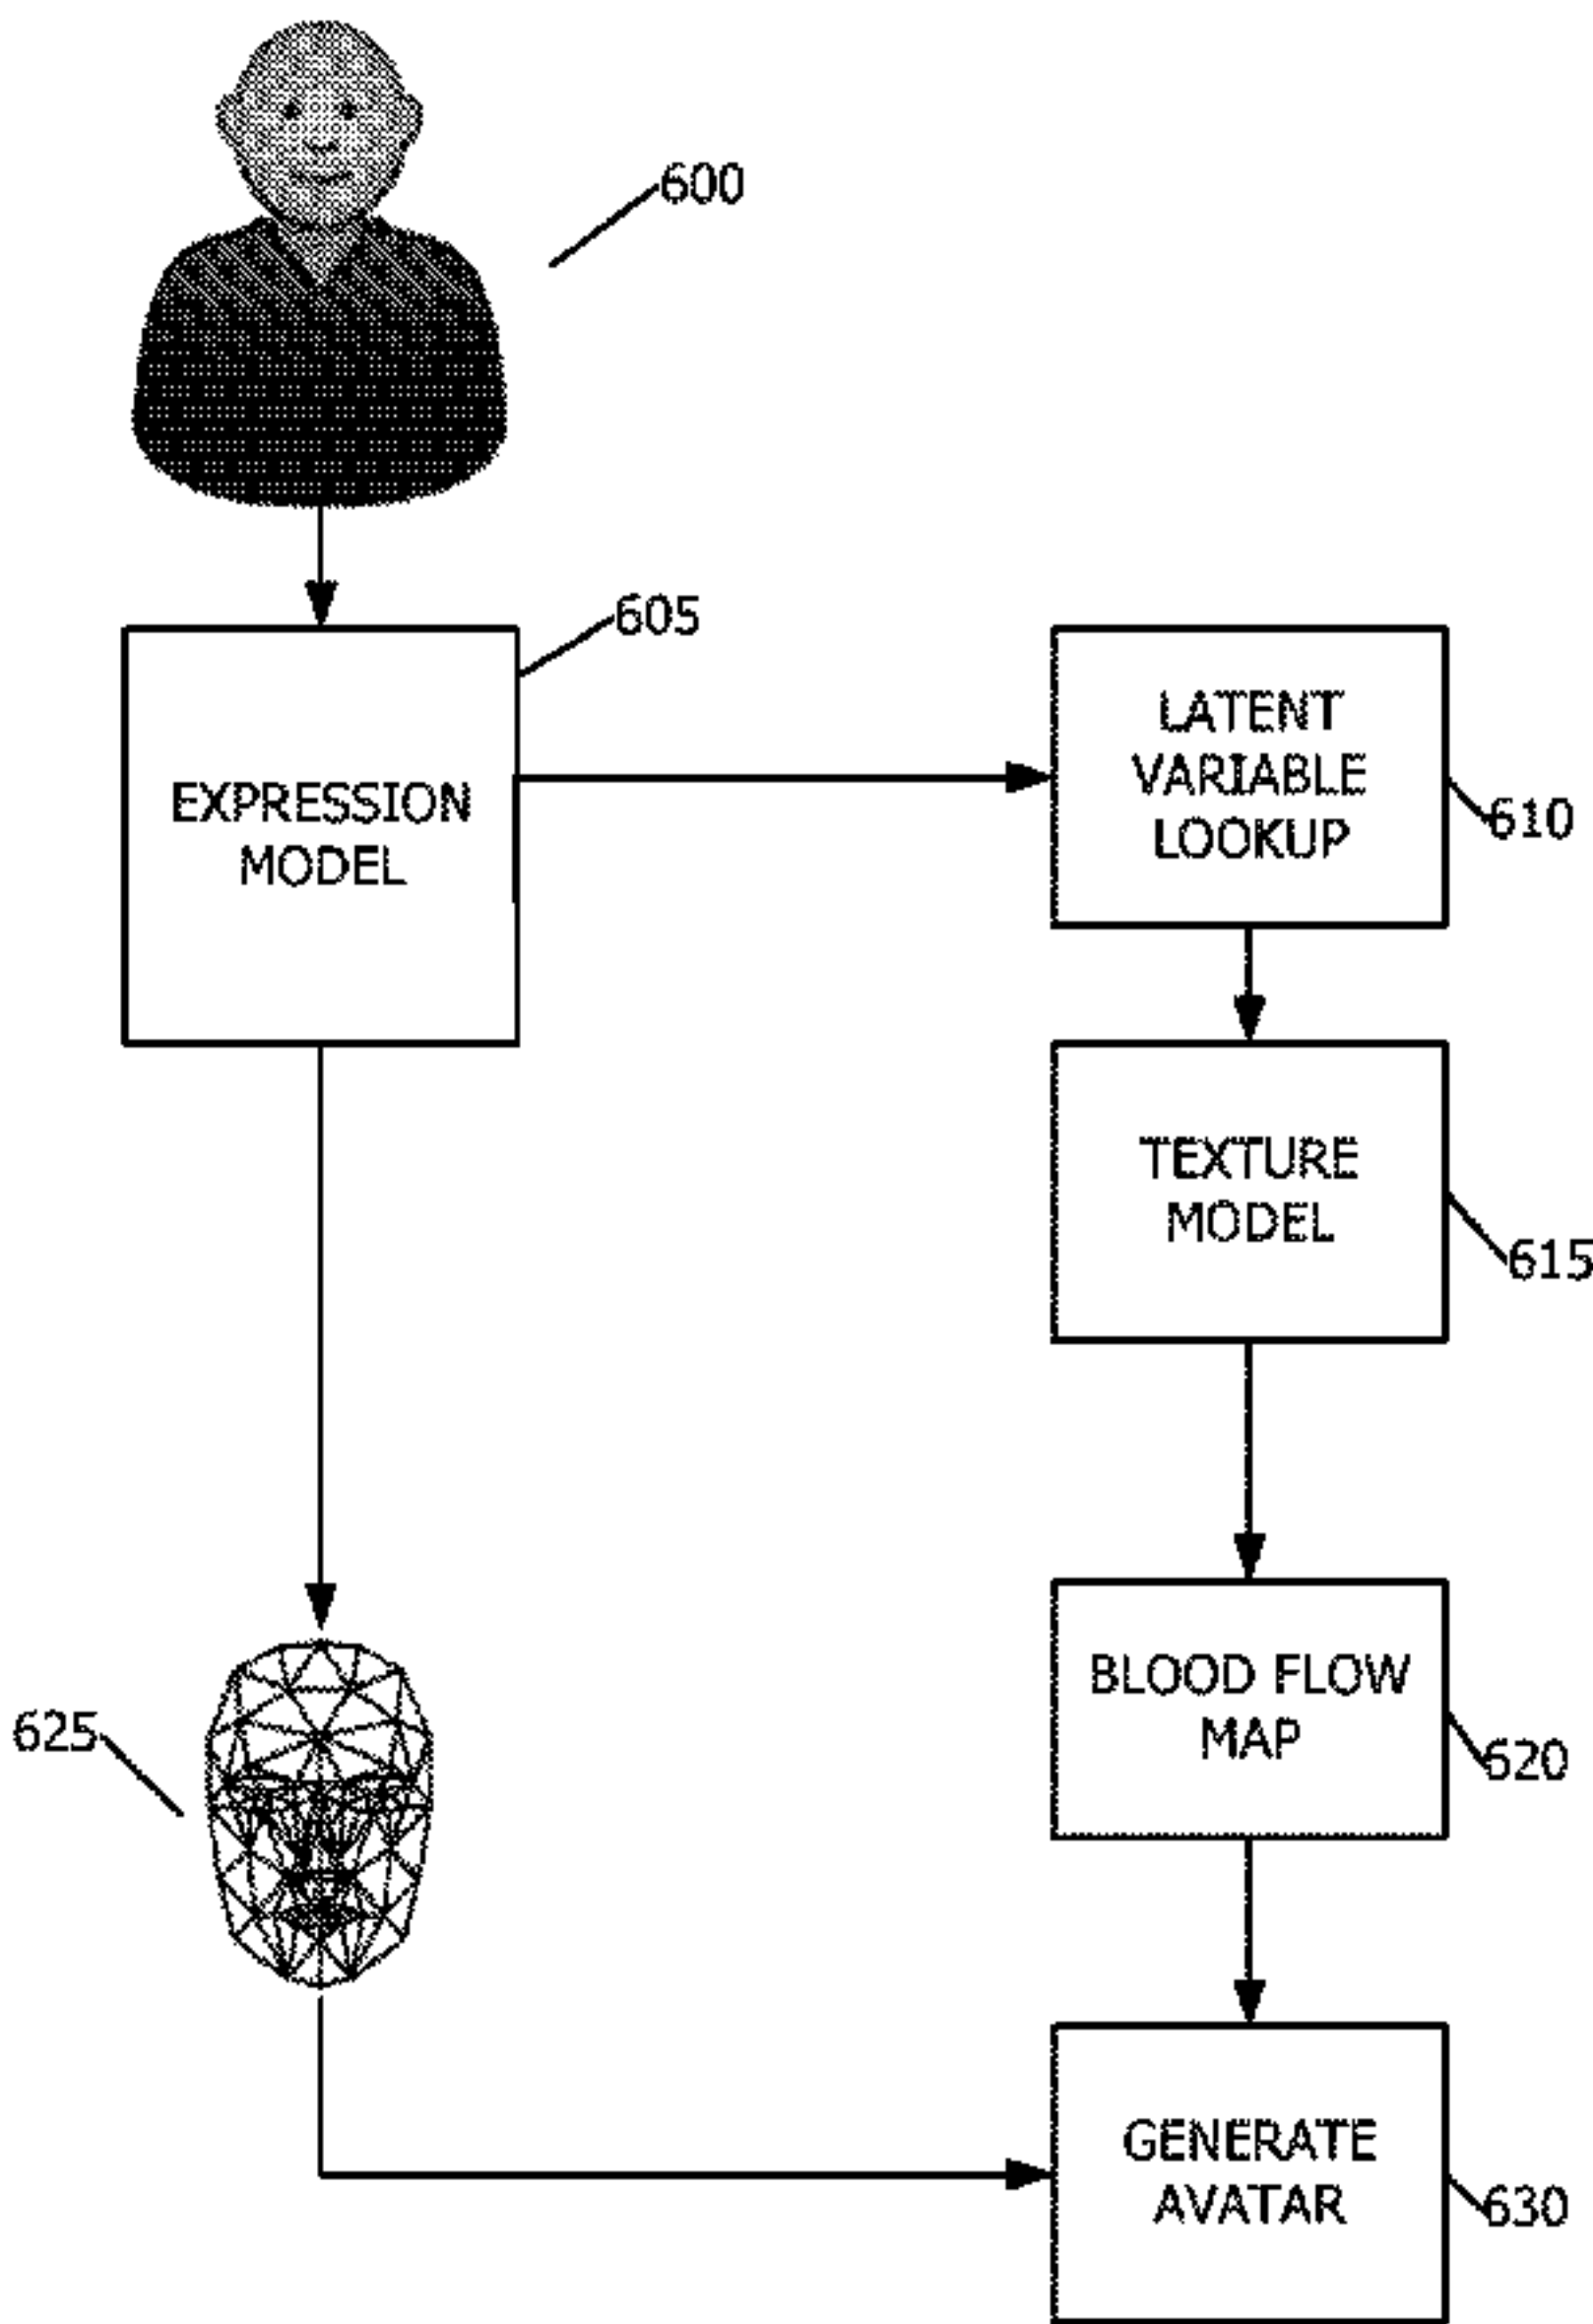 600
605
EXPRESSION
MODEL
LATENT
VARIABLE
LOOKUP
610
TEXTURE
MODEL
615
BLOOD FLOW
MAP
620
625
GENERATE
AVATAR
630